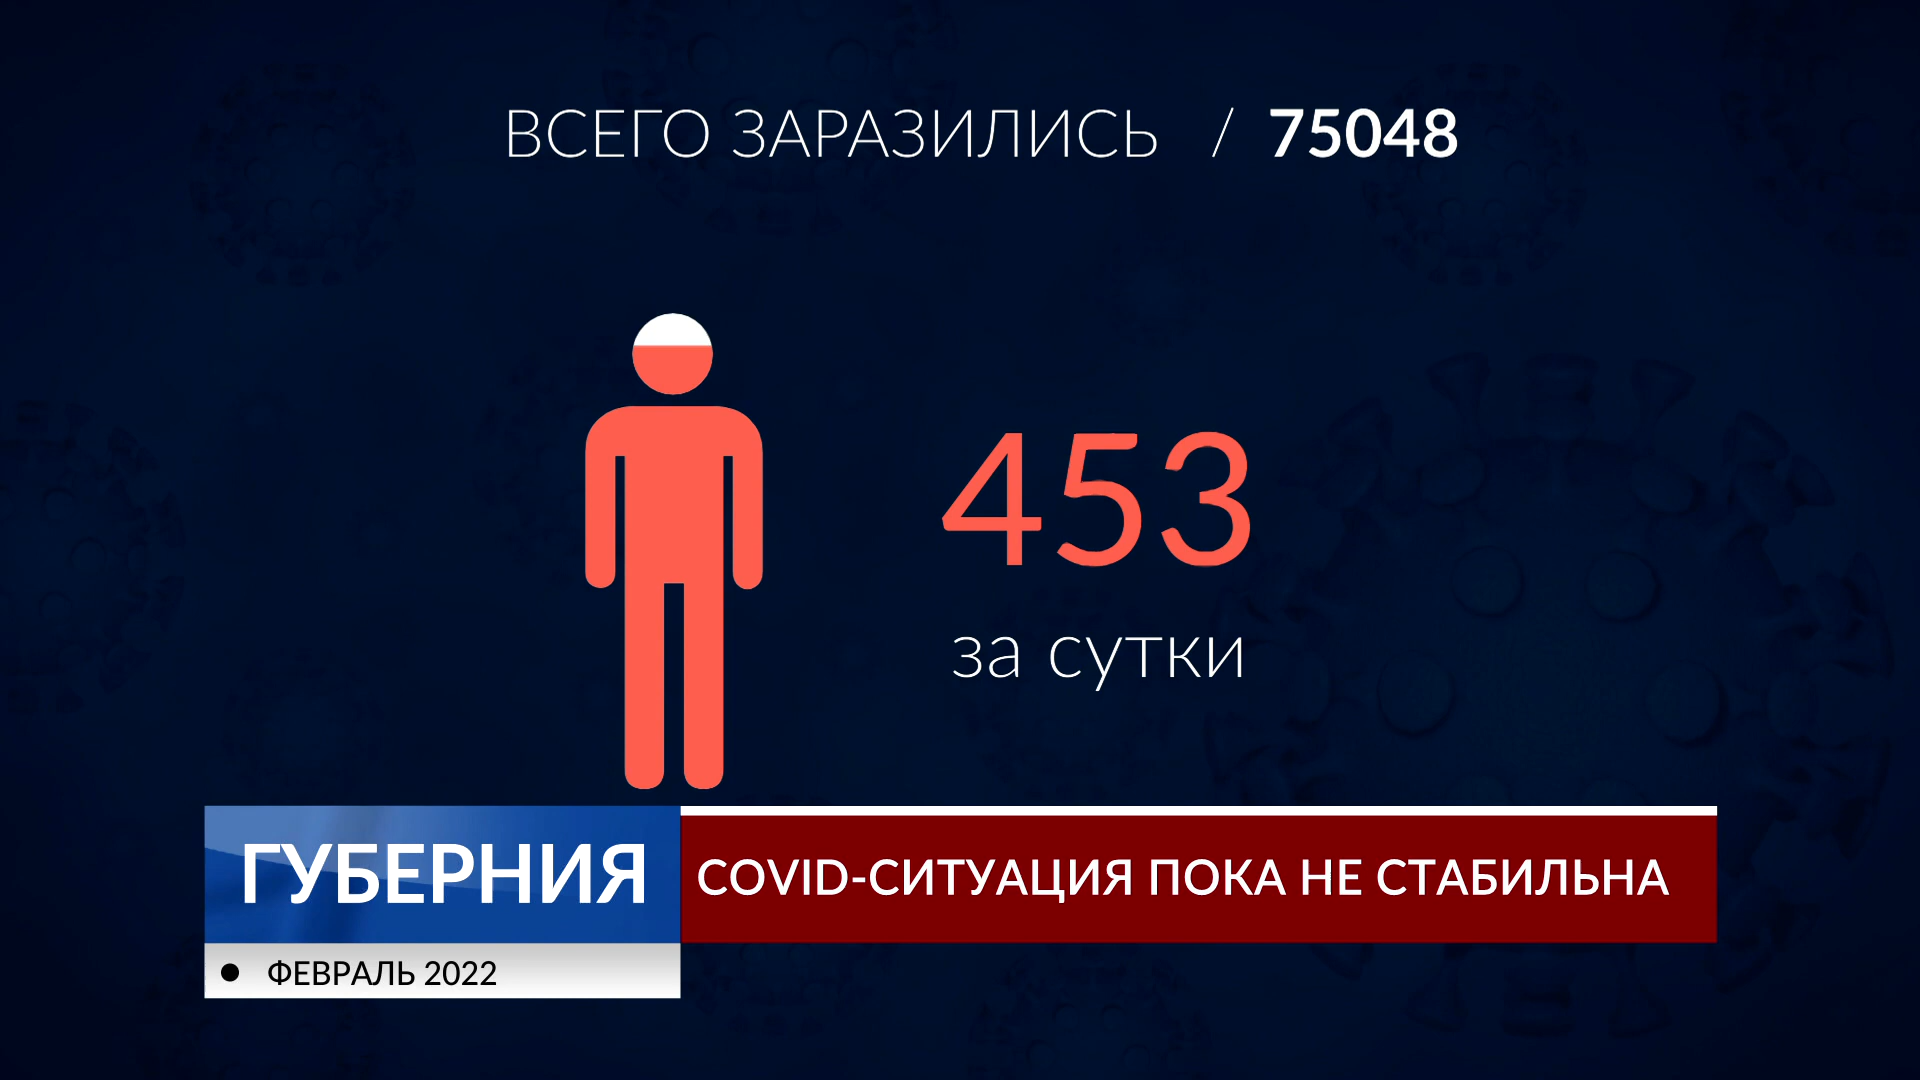 ВСЕГО ЗАРАЗИЛИСЬ / 75048
453
за сутки
ГУБЕРНИЯ
COVID-СИТУАЦИЯ ПОКА НЕ СТАБИЛЬНА
ФЕВРАЛЬ 2022